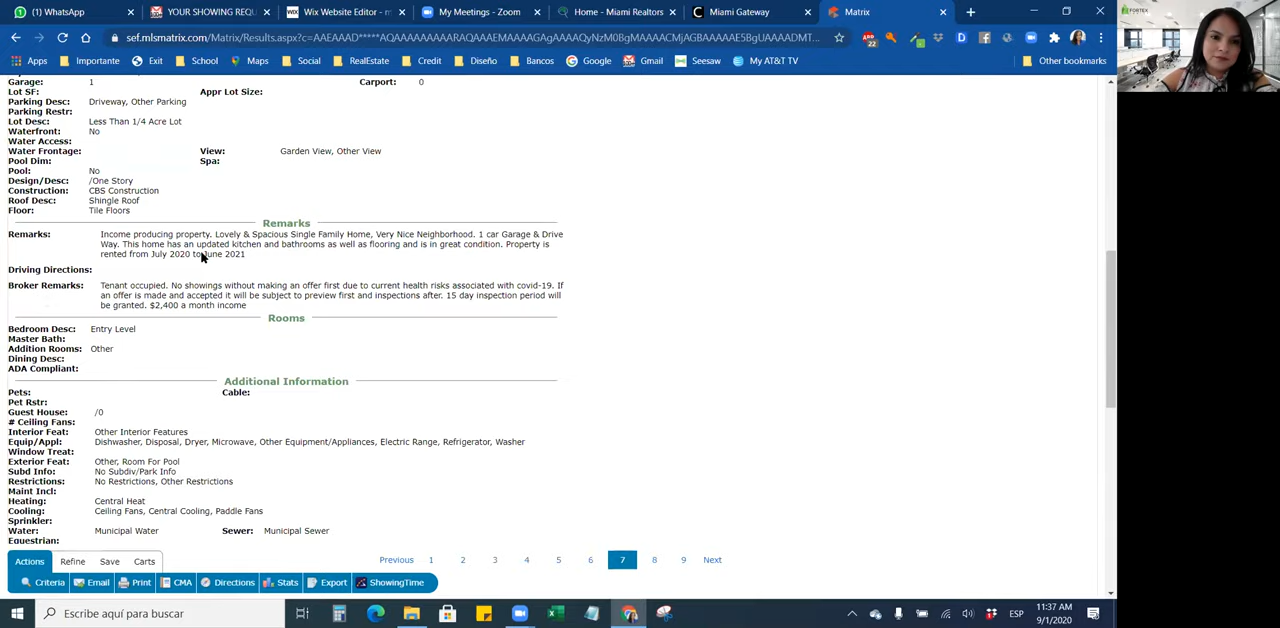 (1) WhatsApp
YOUR SHOWING REQU
Wix Website Editor - m
My Meetings - Zoom
Home - Miami Realtors
Miami Gateway
Matrix
FORTEX
sef.mlsmatrix.com/Matrix/Results.aspx?c=AAEAAAD*****AQAAAAAAAAARAQAAAEMAAAAGAgAAAAQyNzM0BgMAAAACMjAGBAAAAAE5BgUAAAADMT...
22
Apps
Importante
Exit
School
Maps
Social
RealEstate
Credit
Diseño
Bancos
Google
Gmail
Seesaw
My AT&T TV
Other bookmarks
Garage: 1 Carport: 0
Lot SF: Appr Lot Size:
Parking Desc: Driveway, Other Parking
Parking Restr:
Lot Desc: Less Than 1/4 Acre Lot
Waterfront: No
Water Access:
Water Frontage: View: Garden View, Other View
Pool Dim: Spa:
Pool: No
Design/Desc: /One Story
Construction: CBS Construction
Roof Desc: Shingle Roof
Floor: Tile Floors
Remarks
Remarks: Income producing property. Lovely & Spacious Single Family Home, Very Nice Neighborhood. 1 car Garage & Drive
Way. This home has an updated kitchen and bathrooms as well as flooring and is in great condition. Property is
rented from July 2020 to June 2021
Driving Directions:
Broker Remarks: Tenant occupied. No showings without making an offer first due to current health risks associated with covid-19. If
an offer is made and accepted it will be subject to preview first and inspections after. 15 day inspection period will
be granted. $2,400 a month income
Rooms
Bedroom Desc: Entry Level
Master Bath:
Addition Rooms: Other
Dining Desc:
ADA Compliant:
Additional Information
Pets: Cable:
Pet Rstr:
Guest House: /0
# Ceiling Fans:
Interior Feat: Other Interior Features
Equip/Appl: Dishwasher, Disposal, Dryer, Microwave, Other Equipment/Appliances, Electric Range, Refrigerator, Washer
Window Treat:
Exterior Feat: Other, Room For Pool
Subd Info: No Subdiv/Park Info
Restrictions: No Restrictions, Other Restrictions
Maint Incl:
Heating: Central Heat
Cooling: Ceiling Fans, Central Cooling, Paddle Fans
Sprinkler:
Water: Municipal Water Sewer: Municipal Sewer
Equestrian:
Actions Refine Save Carts
Previous 1 2 3 4 5 6 7 8 9 Next
Criteria Email Print CMA Directions Stats Export ShowingTime
Escribe aquí para buscar
ESP
11:37 AM
9/1/2020